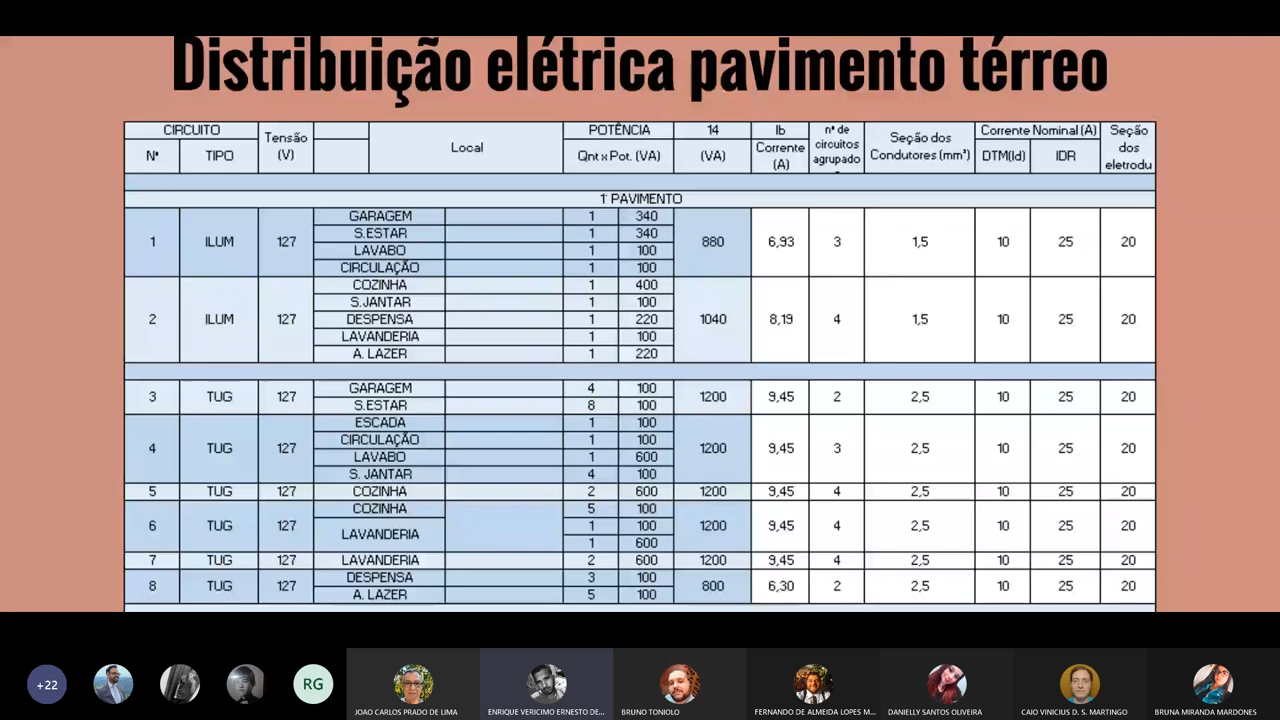 Distribuição elétrica pavimento térreo
CIRCUITO Tensão (V) Local POTÊNCIA 14 Ib Corrente (A) nº de circuitos agrupado Seção dos Condutores (mm²) Corrente Nominal (A) Seção dos eletrodu
Nº TIPO Qnt x Pot. (VA) (VA) DTM(Id) IDR
1º PAVIMENTO
1 ILUM 127 GARAGEM 1 340 880 6,93 3 1,5 10 25 20
S.ESTAR 1 340
LAVABO 1 100
CIRCULAÇÃO 1 100
2 ILUM 127 COZINHA 1 400 1040 8,19 4 1,5 10 25 20
S.JANTAR 1 100
DESPENSA 1 220
LAVANDERIA 1 100
A. LAZER 1 220
3 TUG 127 GARAGEM 4 100 1200 9,45 2 2,5 10 25 20
S.ESTAR 8 100
4 TUG 127 ESCADA 1 100 1200 9,45 3 2,5 10 25 20
CIRCULAÇÃO 1 100
LAVABO 1 600
S. JANTAR 4 100
5 TUG 127 COZINHA 2 600 1200 9,45 4 2,5 10 25 20
6 TUG 127 COZINHA 5 100 1200 9,45 4 2,5 10 25 20
LAVANDERIA 1 100
1 600
7 TUG 127 LAVANDERIA 2 600 1200 9,45 4 2,5 10 25 20
8 TUG 127 DESPENSA 3 100 800 6,30 2 2,5 10 25 20
A. LAZER 5 100
+22 RG
JOAO CARLOS PRADO DE LIMA ENRIQUE VERICIMO ERNESTO DE... BRUNO TONIOLO FERNANDO DE ALMEIDA LOPES M... DANIELLY SANTOS OLIVEIRA CAIO VINICIUS D. S. MARTINGO BRUNA MIRANDA MARDONES